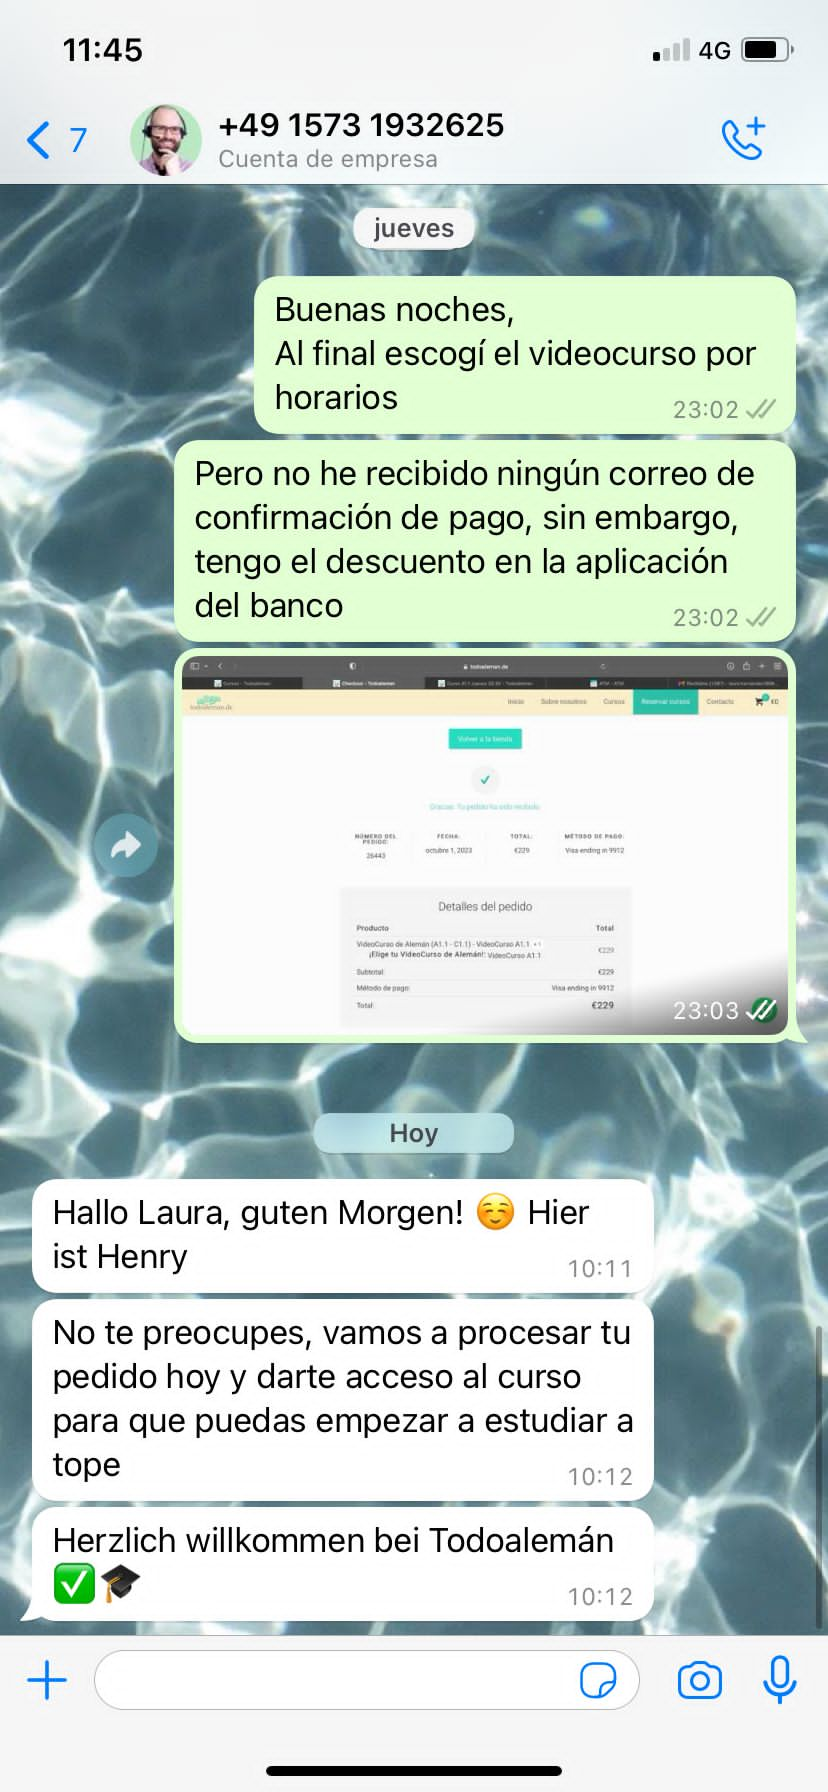 11:45
4G
7
+49 1573 1932625
Cuenta de empresa
jueves
Buenas noches,
Al final escogí el videocurso por
horarios
23:02
Pero no he recibido ningún correo de
confirmación de pago, sin embargo,
tengo el descuento en la aplicación
del banco
23:02
todoaleman.de
Checkout - Todoaleman
todoaleman.de
Inicio Sobre nosotros Cursos Reservar cursos Contacto €0
Volver a la tienda
Gracias. Tu pedido ha sido recibido.
NÚMERO DEL PEDIDO: FECHA: TOTAL: MÉTODO DE PAGO:
26443 octubre 1, 2023 €229 Visa ending in 9912
Detalles del pedido
Producto Total
VideoCurso de Alemán (A1.1 - C1.1) - VideoCurso A1.1 × 1 €229
¡Elige tu VideoCurso de Alemán!: VideoCurso A1.1
Subtotal: €229
Método de pago: Visa ending in 9912
Total: €229
23:03
Hoy
Hallo Laura, guten Morgen! ☺️ Hier
ist Henry
10:11
No te preocupes, vamos a procesar tu
pedido hoy y darte acceso al curso
para que puedas empezar a estudiar a
tope
10:12
Herzlich willkommen bei Todoalemán
✅🎓
10:12